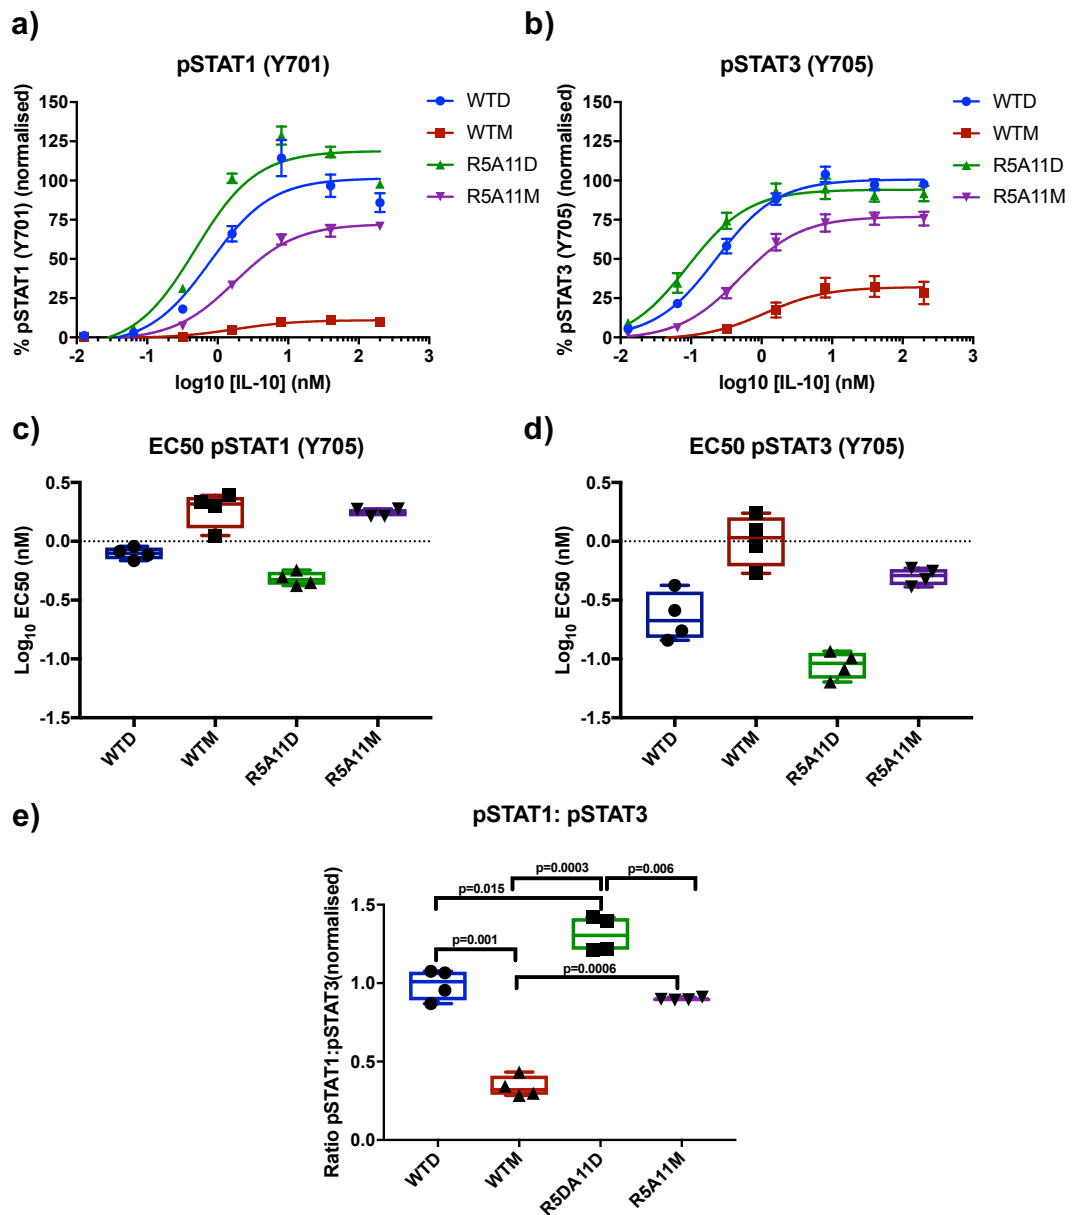 a)
pSTAT1 (Y701)
% pSTAT1 (Y701) (normalised)
150
125
100
75
50
25
0
-2 -1 0 1 2 3
log10 [IL-10] (nM)
WTD
WTM
R5A11D
R5A11M
b)
pSTAT3 (Y705)
% pSTAT3 (Y705) (normalised)
150
125
100
75
50
25
0
-2 -1 0 1 2 3
log10 [IL-10] (nM)
WTD
WTM
R5A11D
R5A11M
c)
EC50 pSTAT1 (Y705)
Log10 EC50 (nM)
0.5
0.0
-0.5
-1.0
-1.5
WTD WTM R5A11D R5A11M
d)
EC50 pSTAT3 (Y705)
Log10 EC50 (nM)
0.5
0.0
-0.5
-1.0
-1.5
WTD WTM R5A11D R5A11M
e)
pSTAT1: pSTAT3
Ratio pSTAT1:pSTAT3(normalised)
1.5
1.0
0.5
0.0
p=0.0003
p=0.006
p=0.015
p=0.001
p=0.0006
WTD WTM R5DA11D R5A11M